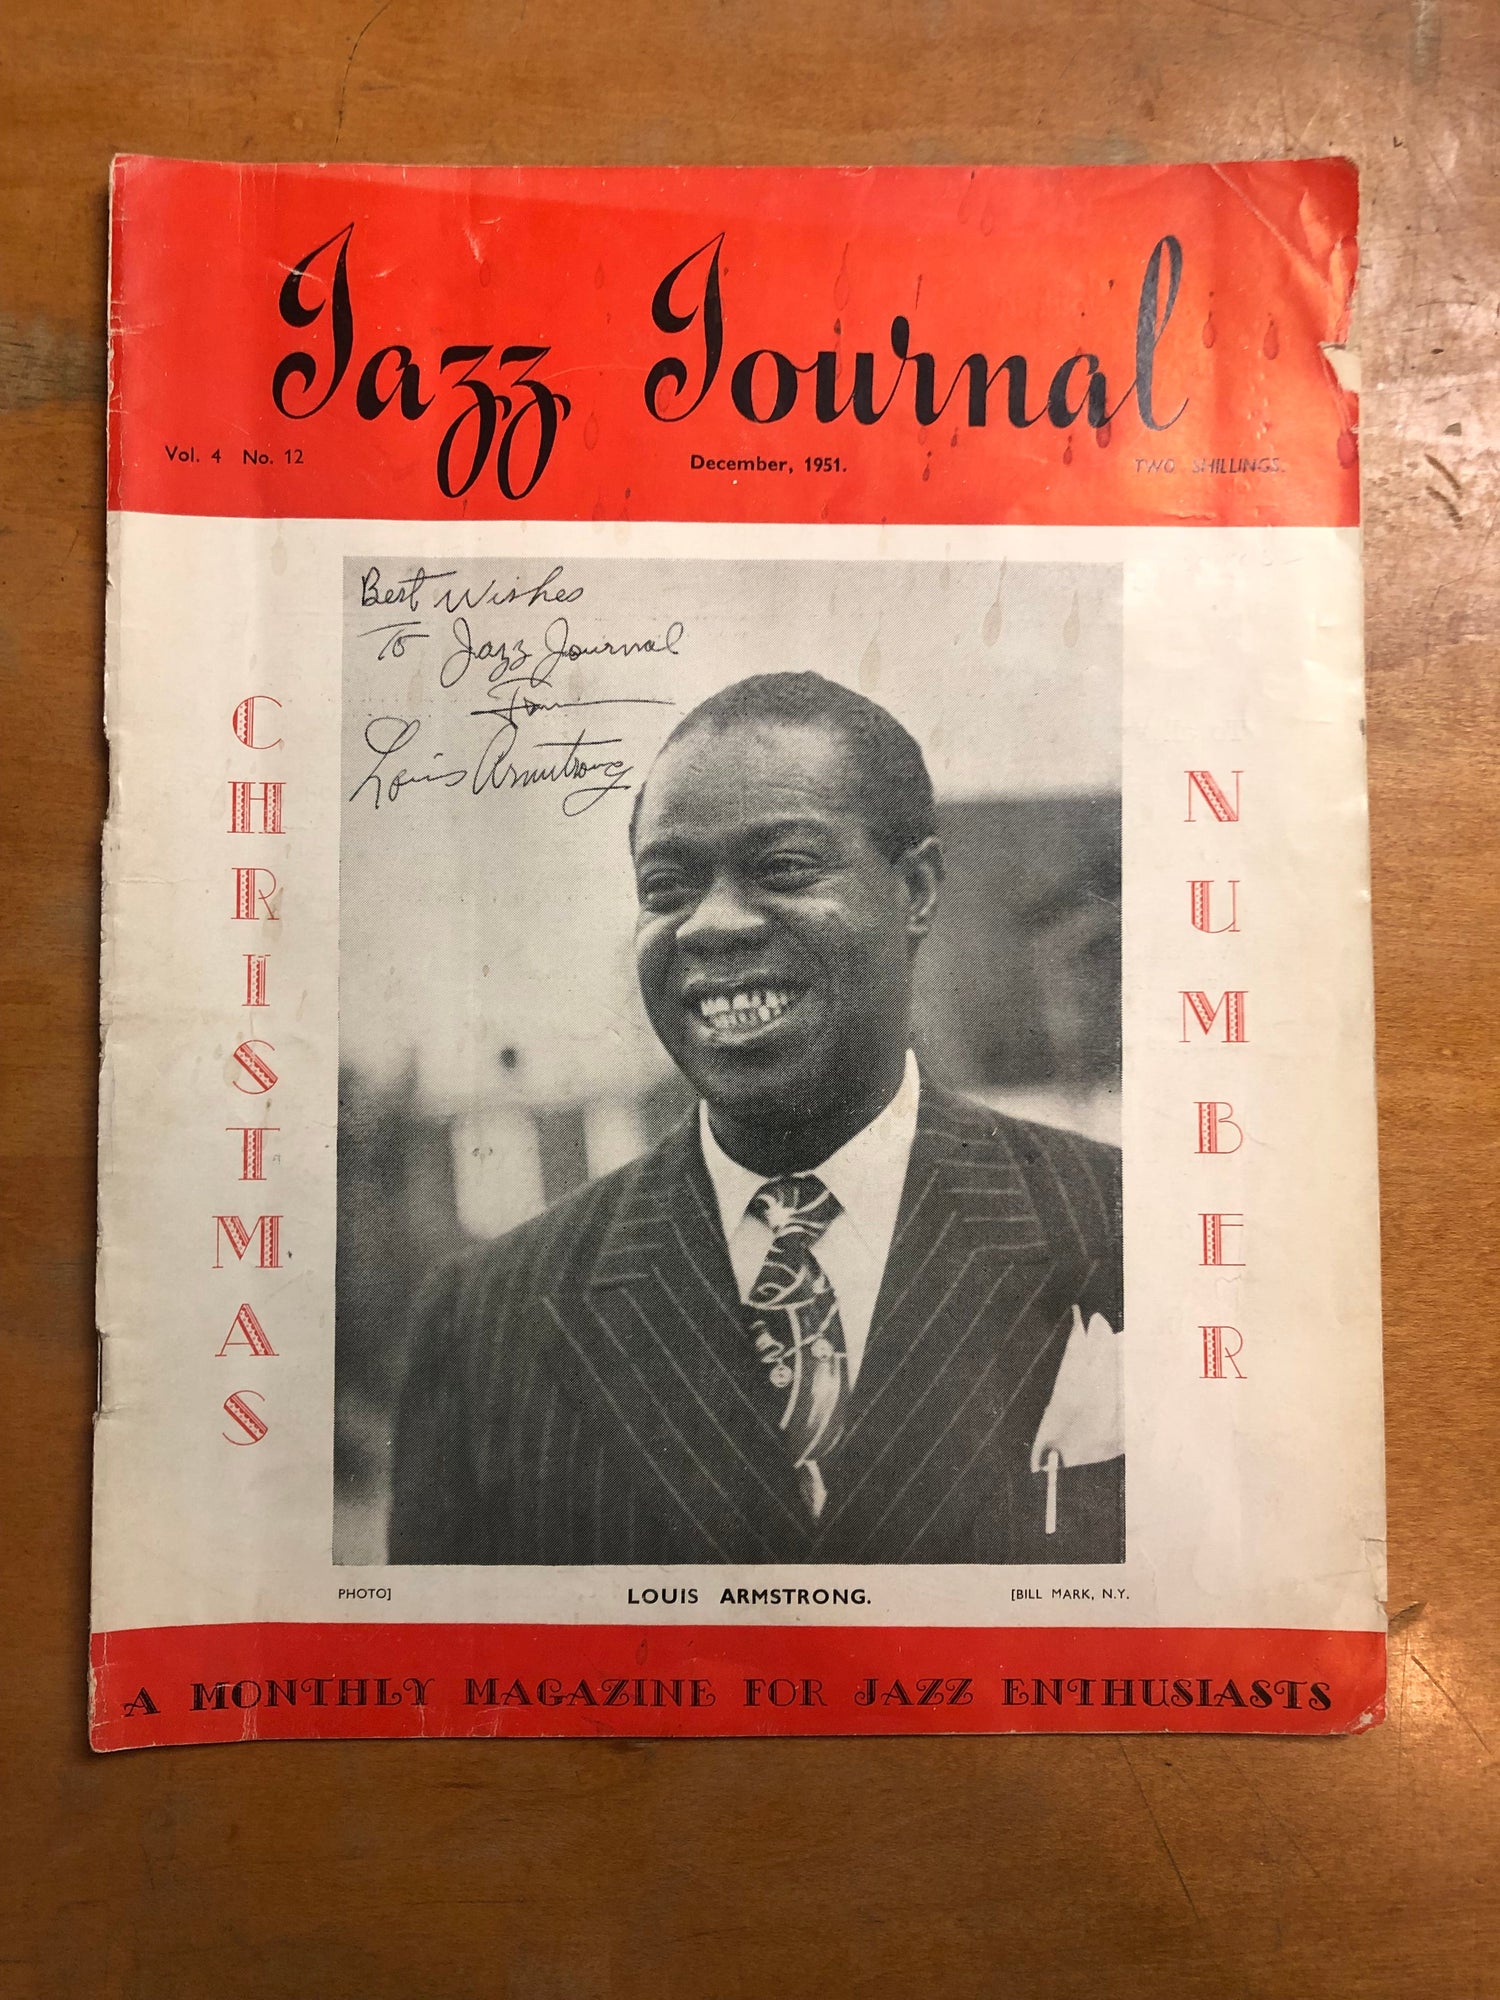 Jazz Journal
Vol. 4 No. 12 December, 1951. TWO SHILLINGS.
Best Wishes
To Jazz Journal
From
Louis Armstrong
CHRISTMAS
NUMBER
PHOTO] LOUIS ARMSTRONG. [BILL MARK, N.Y.
A MONTHLY MAGAZINE FOR JAZZ ENTHUSIASTS